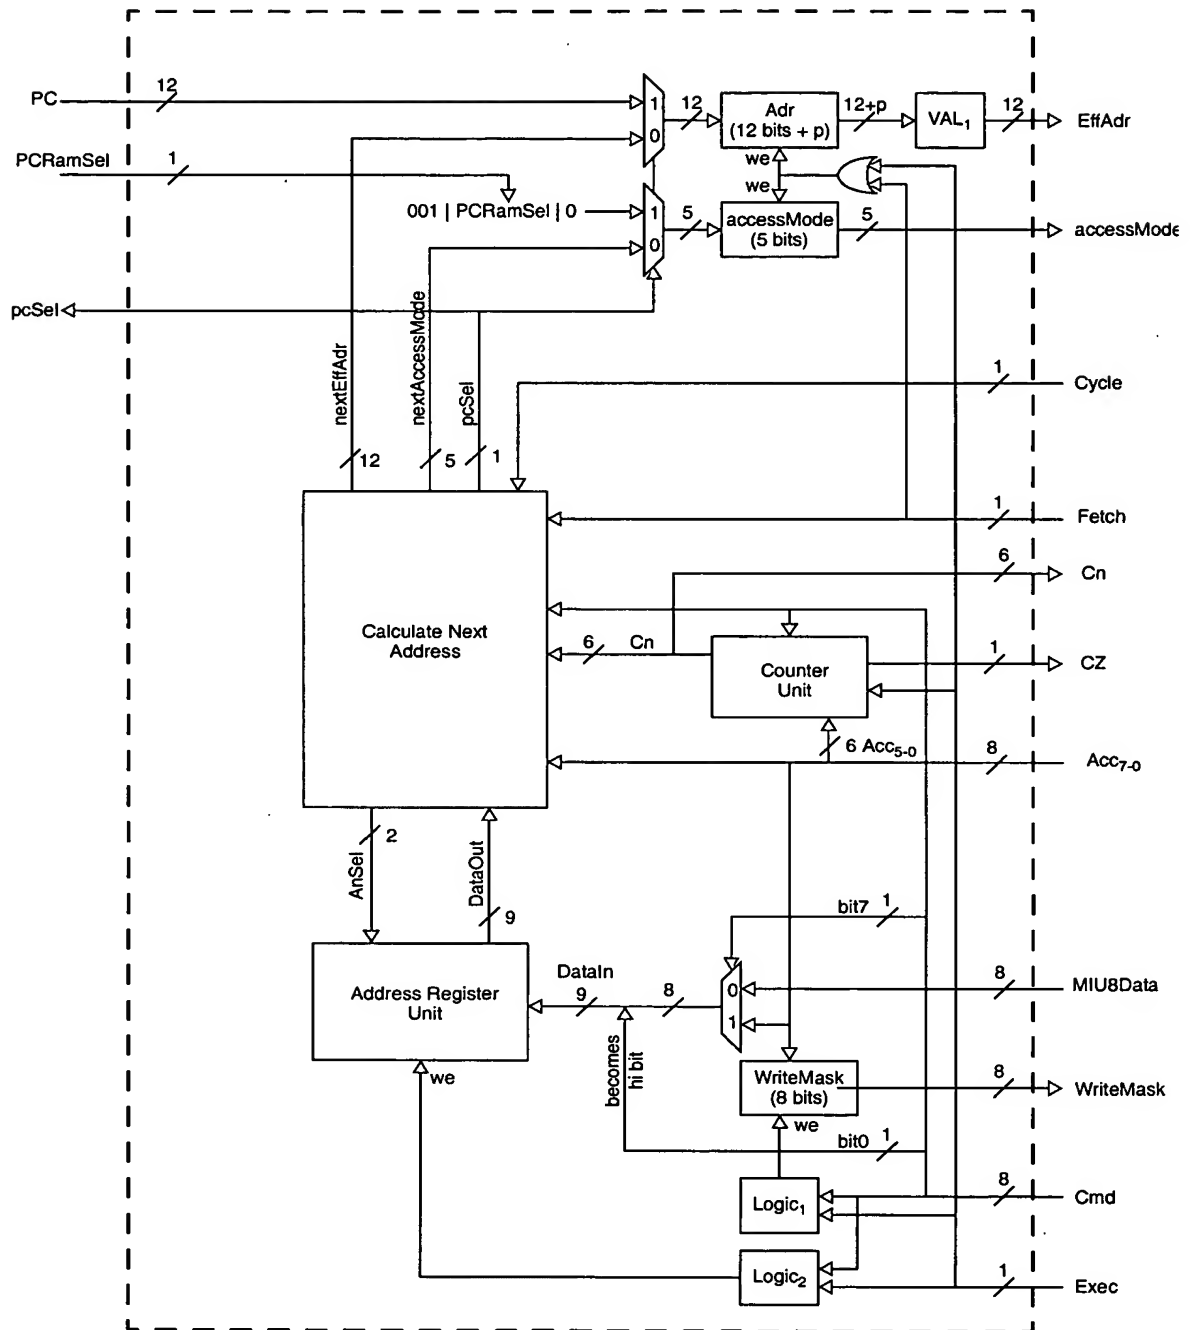 PC
12
1
0
12
Adr
(12 bits + p)
12+p
VAL1
12
EffAdr
PCRamSel
1
we
we
001 | PCRamSel | 0
1
0
5
accessMode
(5 bits)
5
accessMode
pcSel
nextEffAdr
nextAccessMode
pcSel
12
5
1
1
Cycle
1
Fetch
6
Cn
Calculate Next
Address
6
Cn
Counter
Unit
1
CZ
6 Acc5-0
8
Acc7-0
AnSel
2
DataOut
9
bit7
1
Address Register
Unit
DataIn
9
8
0
1
8
MIU8Data
becomes
hi bit
we
WriteMask
(8 bits)
8
WriteMask
we
bit0
1
Logic1
8
Cmd
Logic2
1
Exec